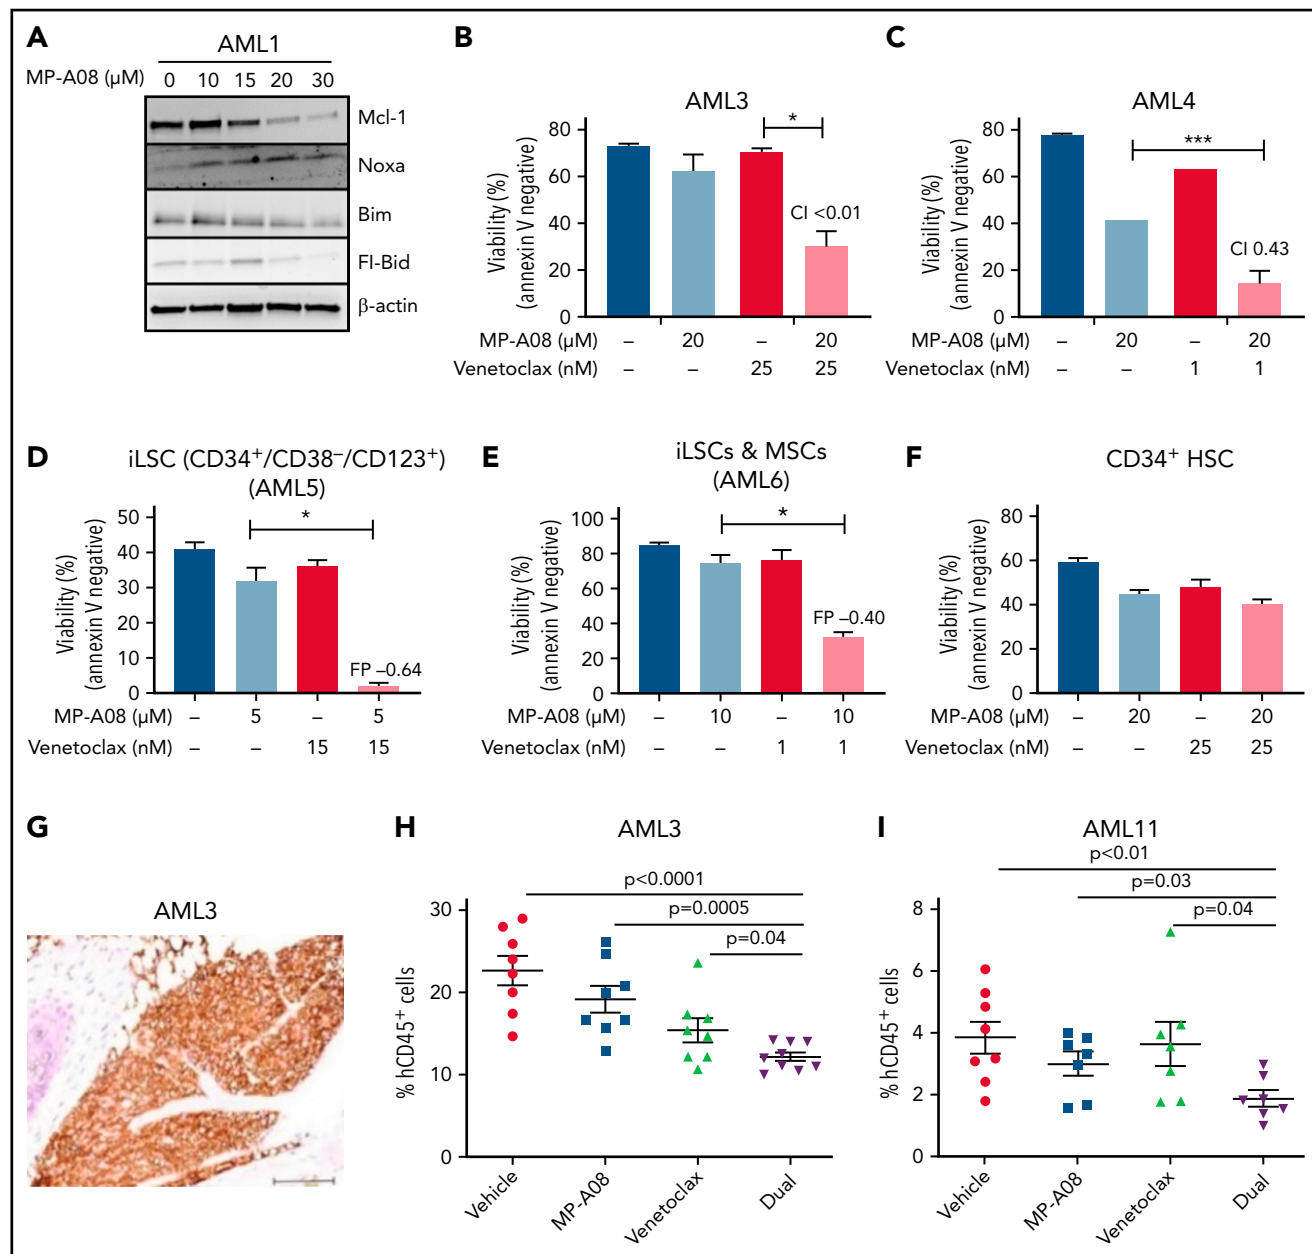 A
AML1
MP-A08 (μM) 0 10 15 20 30
Mcl-1
Noxa
Bim
Fl-Bid
β-actin
B
AML3
Viability (%)
(annexin V negative)
80
60
40
20
0
*
CI <0.01
MP-A08 (μM) – 20 – 20
Venetoclax (nM) – – 25 25
C
AML4
Viability (%)
(annexin V negative)
80
60
40
20
0
***
CI 0.43
MP-A08 (μM) – 20 – 20
Venetoclax (nM) – – 1 1
D
iLSC (CD34⁺/CD38⁻/CD123⁺)
(AML5)
Viability (%)
(annexin V negative)
50
40
30
20
10
0
*
FP –0.64
MP-A08 (μM) – 5 – 5
Venetoclax (nM) – – 15 15
E
iLSCs & MSCs
(AML6)
Viability (%)
(annexin V negative)
100
80
60
40
20
0
*
FP –0.40
MP-A08 (μM) – 10 – 10
Venetoclax (nM) – – 1 1
F
CD34⁺ HSC
Viability (%)
(annexin V negative)
80
60
40
20
0
MP-A08 (μM) – 20 – 20
Venetoclax (nM) – – 25 25
G
AML3
H
AML3
% hCD45⁺ cells
30
20
10
0
p<0.0001
p=0.0005
p=0.04
Vehicle
MP-A08
Venetoclax
Dual
I
AML11
% hCD45⁺ cells
8
6
4
2
0
p<0.01
p=0.03
p=0.04
Vehicle
MP-A08
Venetoclax
Dual